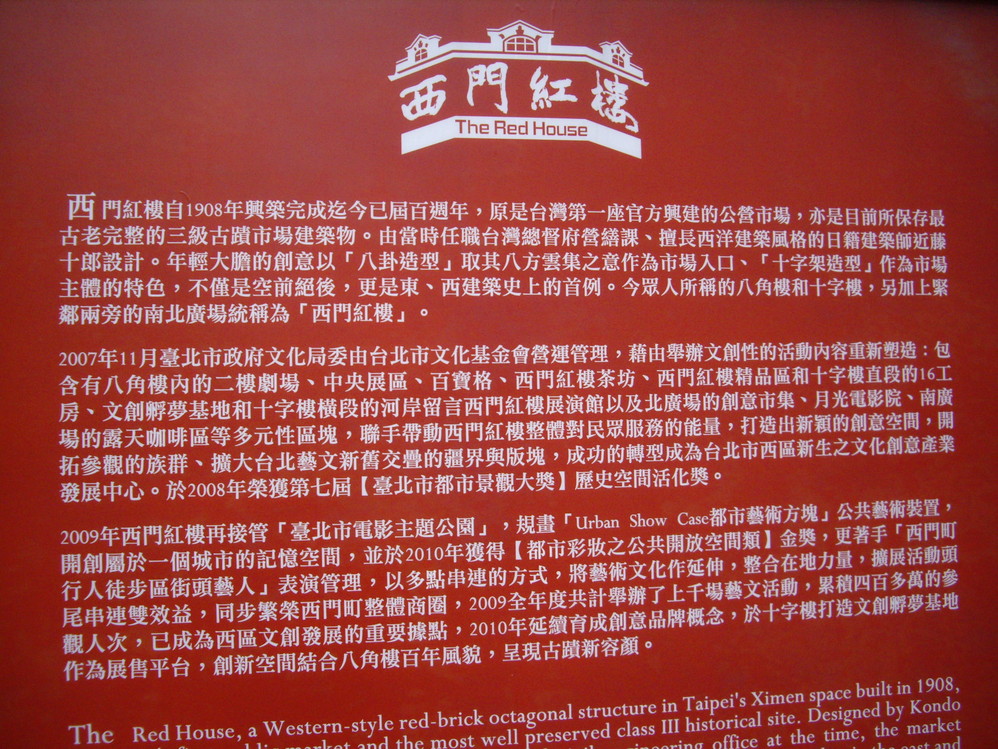 西門紅樓
The Red House
西門紅樓自1908年興築完成迄今已屆百週年，原是台灣第一座官方興建的公營市場，亦是目前所保存最
古老完整的三級古蹟市場建築物。由當時任職台灣總督府營繕課、擅長西洋建築風格的日籍建築師近藤
十郎設計。年輕大膽的創意以「八卦造型」取其八方雲集之意作為市場入口、「十字架造型」作為市場
主體的特色，不僅是空前絕後，更是東、西建築史上的首例。今眾人所稱的八角樓和十字樓，另加上緊
鄰兩旁的南北廣場統稱為「西門紅樓」。
2007年11月臺北市政府文化局委由台北市文化基金會營運管理，藉由舉辦文創性的活動內容重新塑造：包
含有八角樓內的二樓劇場、中央展區、百寶格、西門紅樓茶坊、西門紅樓精品區和十字樓直段的16工
房、文創孵夢基地和十字樓橫段的河岸留言西門紅樓展演館以及北廣場的創意市集、月光電影院、南廣
場的露天咖啡區等多元性區塊，聯手帶動西門紅樓整體對民眾服務的能量，打造出新穎的創意空間，開
拓參觀的族群、擴大台北藝文新舊交疊的疆界與版塊，成功的轉型成為台北市西區新生之文化創意產業
發展中心。於2008年榮獲第七屆【臺北市都市景觀大獎】歷史空間活化獎。
2009年西門紅樓再接管「臺北市電影主題公園」，規畫「Urban Show Case都市藝術方塊」公共藝術裝置，
開創屬於一個城市的記憶空間，並於2010年獲得【都市彩妝之公共開放空間類】金獎，更著手「西門町
行人徒步區街頭藝人」表演管理，以多點串連的方式，將藝術文化作延伸，整合在地力量，擴展活動頭
尾串連雙效益，同步繁榮西門町整體商圈，2009全年度共計舉辦了上千場藝文活動，累積四百多萬的參
觀人次，已成為西區文創發展的重要據點，2010年延續育成創意品牌概念，於十字樓打造文創孵夢基地
作為展售平台，創新空間結合八角樓百年風貌，呈現古蹟新容顏。
The Red House, a Western-style red-brick octagonal structure in Taipei's Ximen space built in 1908,
market and the most well preserved class III historical site. Designed by Kondo
office at the time, the market